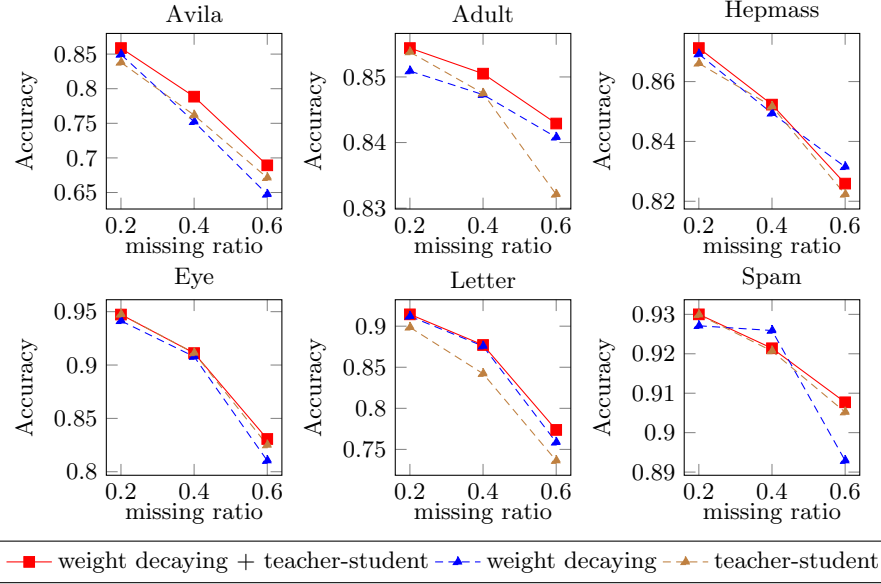 Avila
Adult
Hepmass
Accuracy
0.85
0.8
0.75
0.7
0.65
0.2 0.4 0.6
missing ratio
Accuracy
0.85
0.84
0.83
0.2 0.4 0.6
missing ratio
Accuracy
0.86
0.84
0.82
0.2 0.4 0.6
missing ratio
Eye
Letter
Spam
Accuracy
0.95
0.9
0.85
0.8
0.2 0.4 0.6
missing ratio
Accuracy
0.9
0.85
0.8
0.75
0.2 0.4 0.6
missing ratio
Accuracy
0.93
0.92
0.91
0.9
0.89
0.2 0.4 0.6
missing ratio
weight decaying + teacher-student weight decaying teacher-student